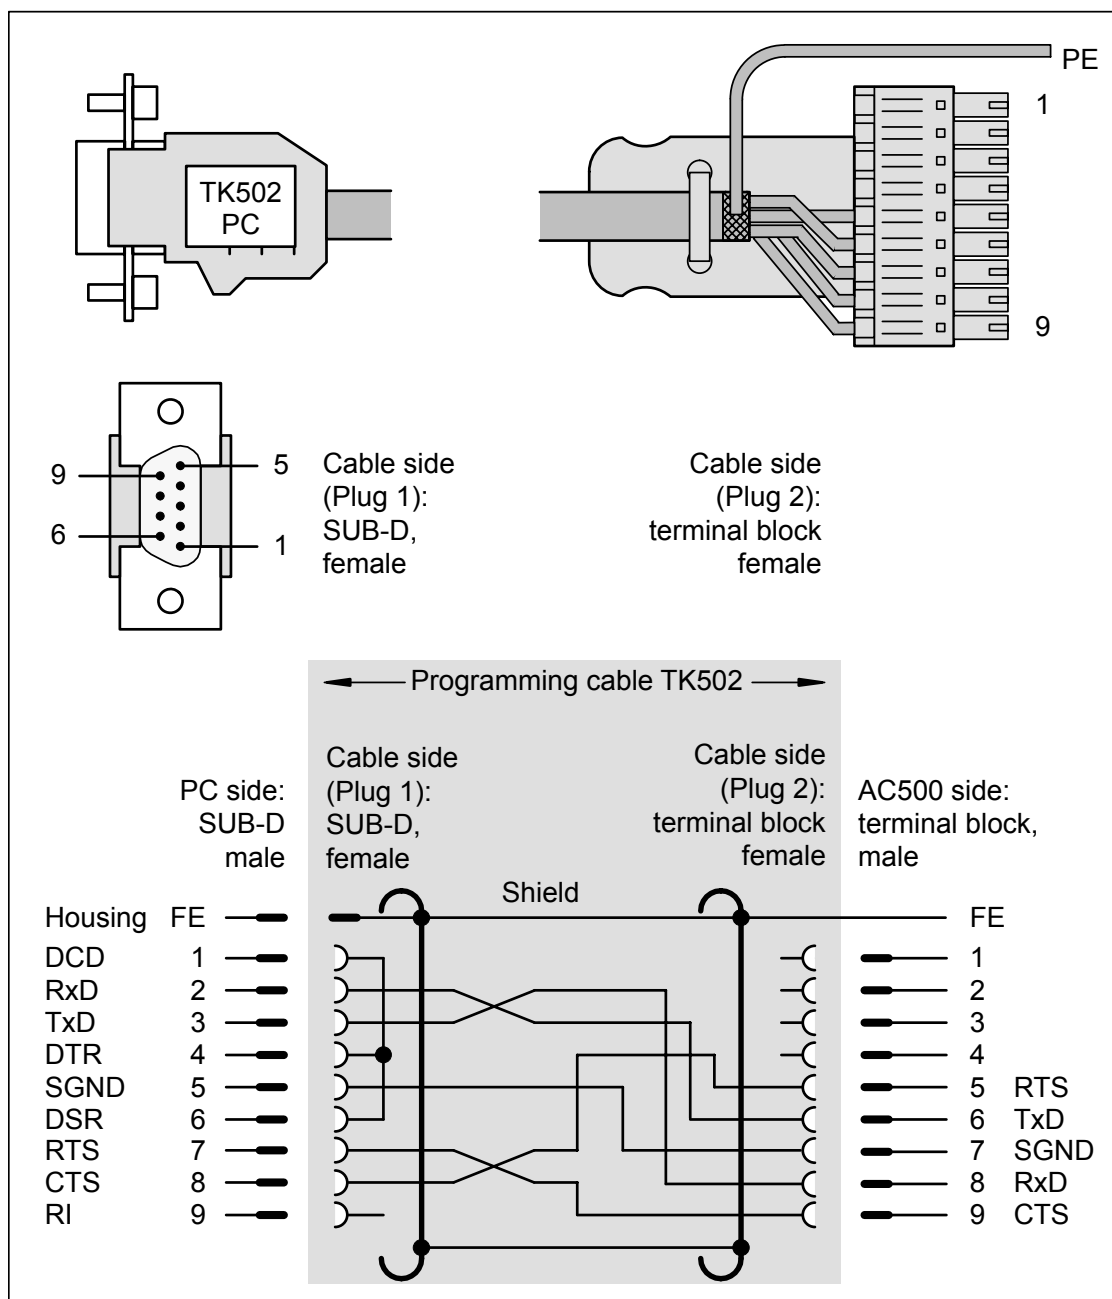 PE
1
TK502
PC
9
9
5
6
1
Cable side
(Plug 1):
SUB-D,
female
Cable side
(Plug 2):
terminal block
female
Programming cable TK502
PC side:
SUB-D
male
Cable side
(Plug 1):
SUB-D,
female
Cable side
(Plug 2):
terminal block
female
AC500 side:
terminal block,
male
Housing FE Shield FE
DCD 1 1
RxD 2 2
TxD 3 3
DTR 4 4
SGND 5 5 RTS
DSR 6 6 TxD
RTS 7 7 SGND
CTS 8 8 RxD
RI 9 9 CTS